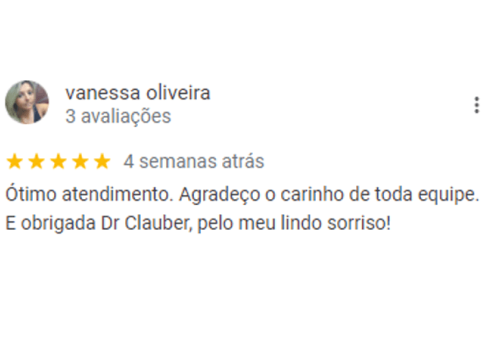 vanessa oliveira
3 avaliações
4 semanas atrás
Ótimo atendimento. Agradeço o carinho de toda equipe.
E obrigada Dr Clauber, pelo meu lindo sorriso!